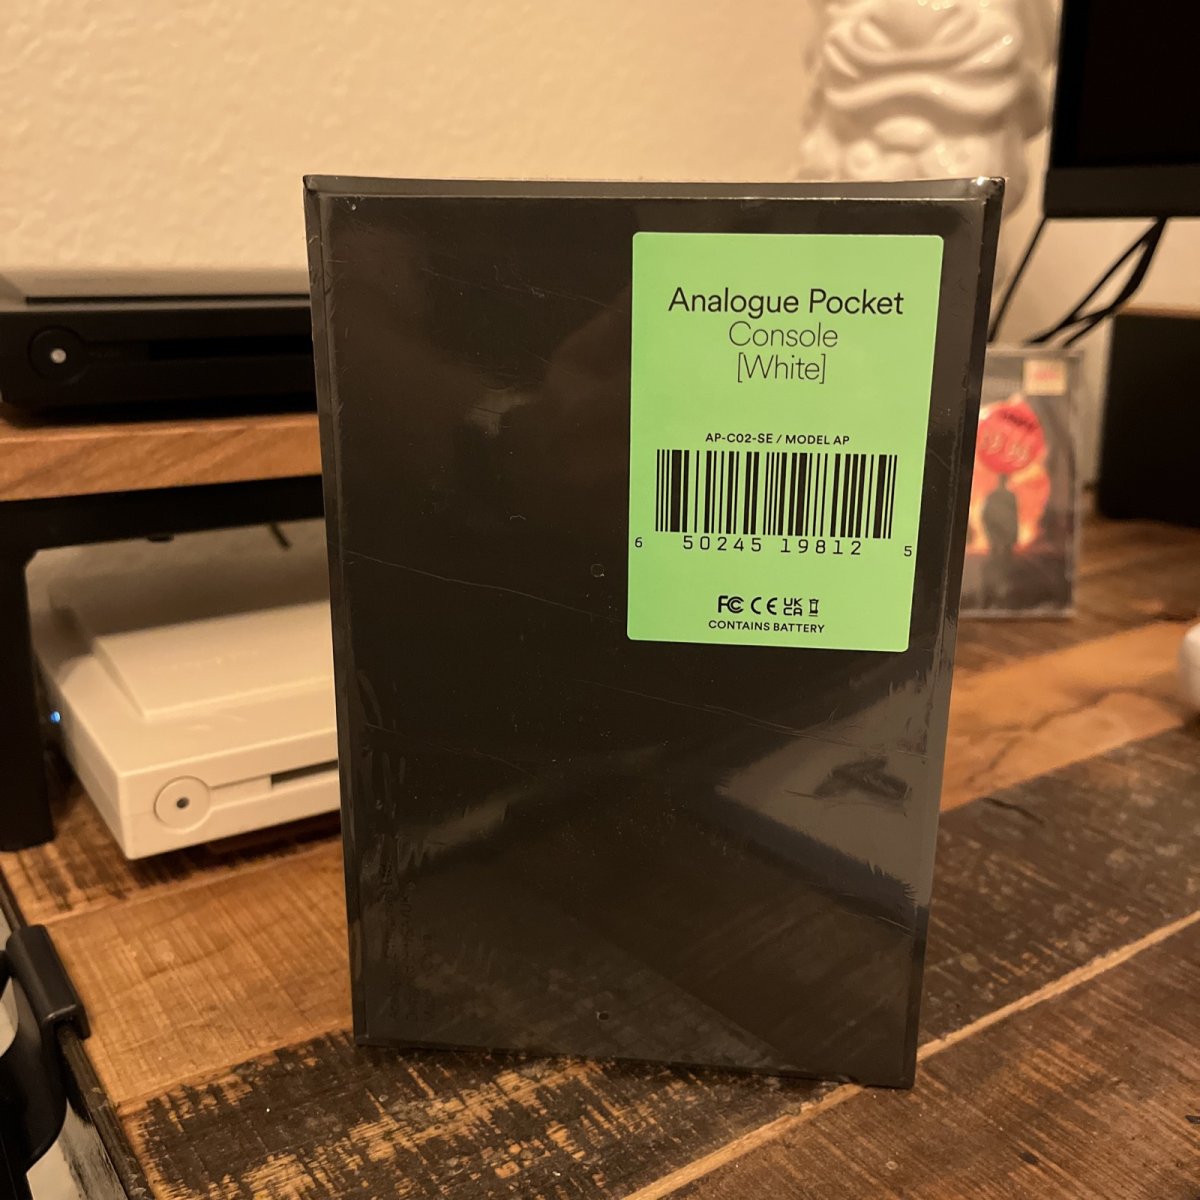 Analogue Pocket
Console
[White]
AP-C02-SE / MODEL AP
6 50245 19812 5
FC CE UK CA
CONTAINS BATTERY